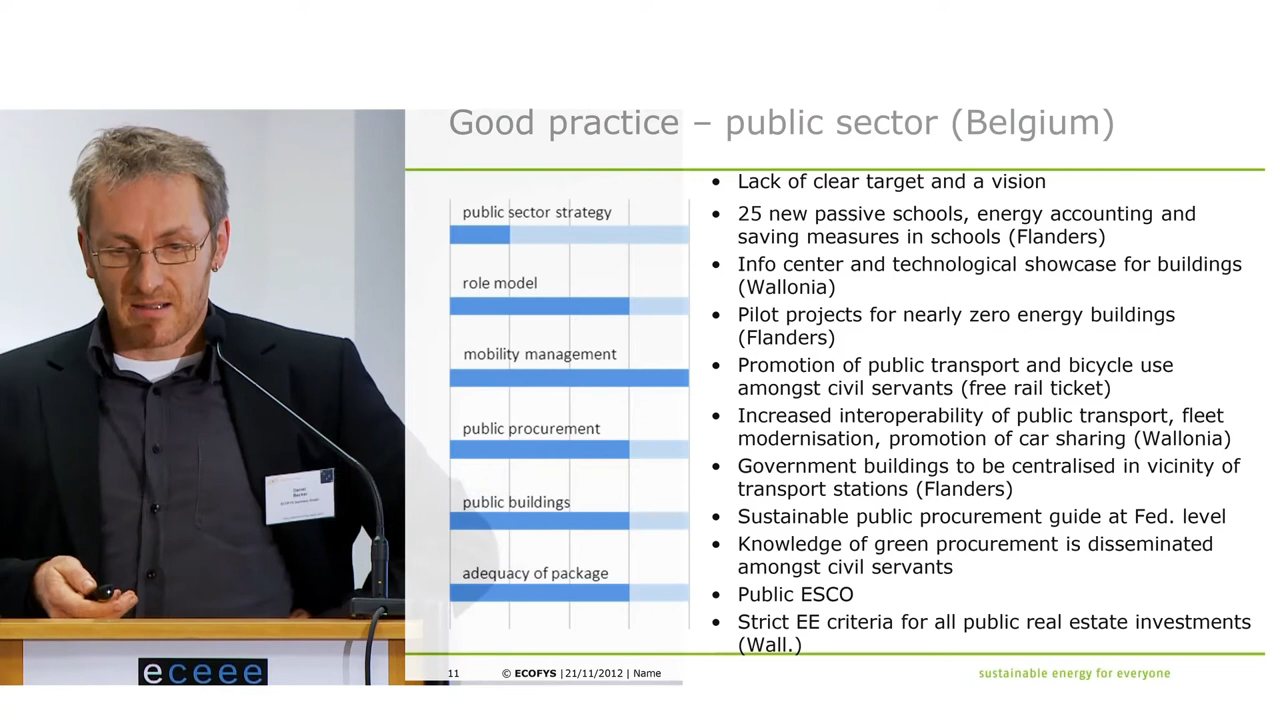 Good practice – public sector (Belgium)
public sector strategy
role model
mobility management
public procurement
public buildings
adequacy of package
• Lack of clear target and a vision
• 25 new passive schools, energy accounting and
saving measures in schools (Flanders)
• Info center and technological showcase for buildings
(Wallonia)
• Pilot projects for nearly zero energy buildings
(Flanders)
• Promotion of public transport and bicycle use
amongst civil servants (free rail ticket)
• Increased interoperability of public transport, fleet
modernisation, promotion of car sharing (Wallonia)
• Government buildings to be centralised in vicinity of
transport stations (Flanders)
• Sustainable public procurement guide at Fed. level
• Knowledge of green procurement is disseminated
amongst civil servants
• Public ESCO
• Strict EE criteria for all public real estate investments
(Wall.)
11 © ECOFYS | 21/11/2012 | Name
sustainable energy for everyone
Daniel
Becker
eceee